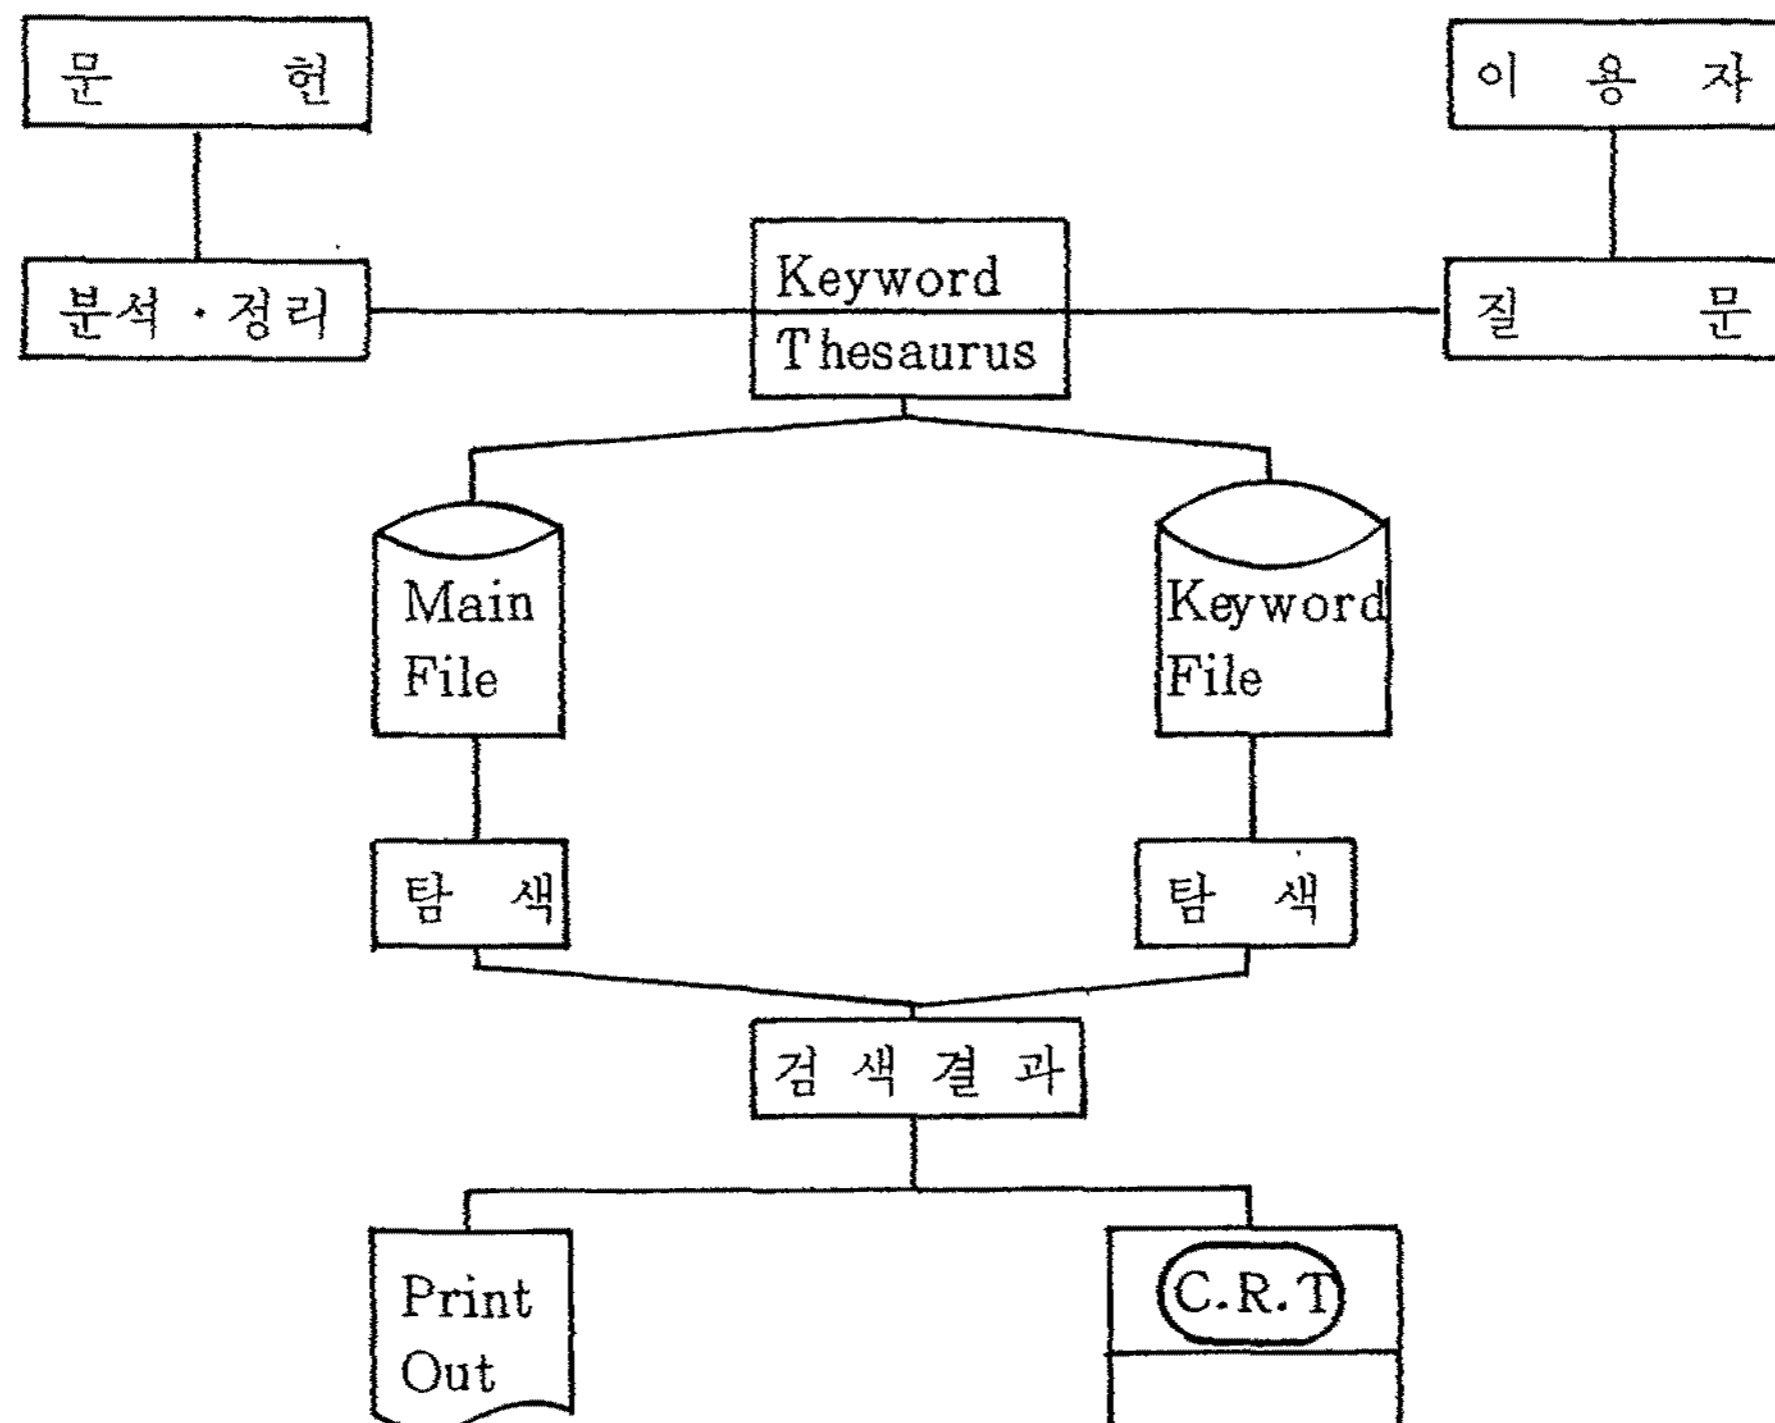 문 헌
이 용 자
분석 · 정리
Keyword
Thesaurus
질 문
Main
File
Keyword
File
탐 색
탐 색
검 색 결 과
Print
Out
C.R.T